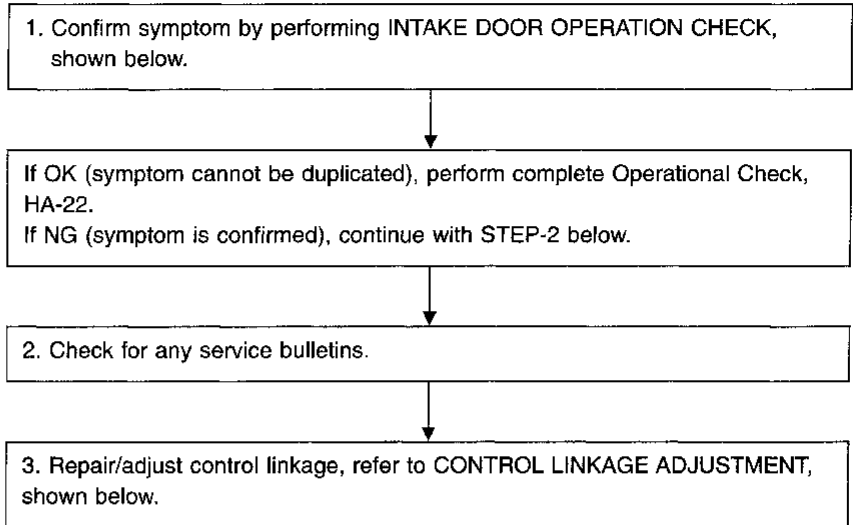 1. Confirm symptom by performing INTAKE DOOR OPERATION CHECK,
shown below.
If OK (symptom cannot be duplicated), perform complete Operational Check,
HA-22.
If NG (symptom is confirmed), continue with STEP-2 below.
2. Check for any service bulletins.
3. Repair/adjust control linkage, refer to CONTROL LINKAGE ADJUSTMENT,
shown below.